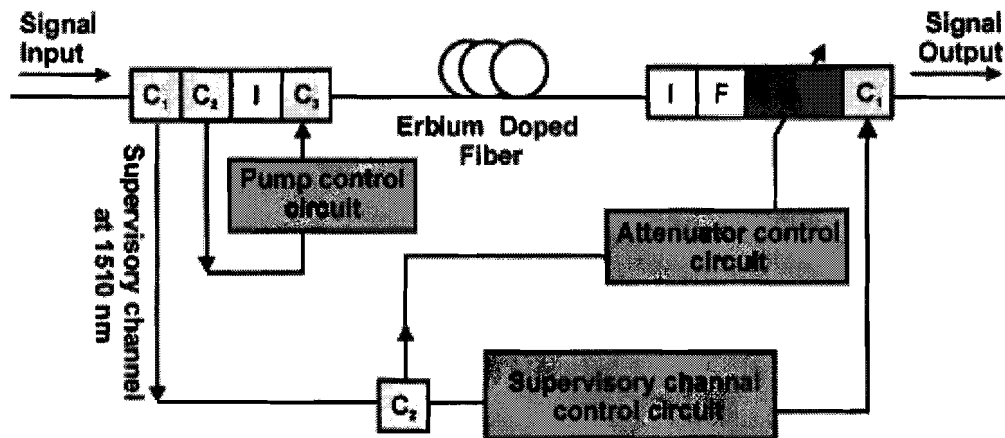 Signal
Input
Signal
Output
C₁ C₂ I C₃
I F C₁
Erbium Doped
Fiber
Pump control
circuit
Attenuator control
circuit
Supervisory channel
at 1510 nm
C₂
Supervisory channal
control circuit